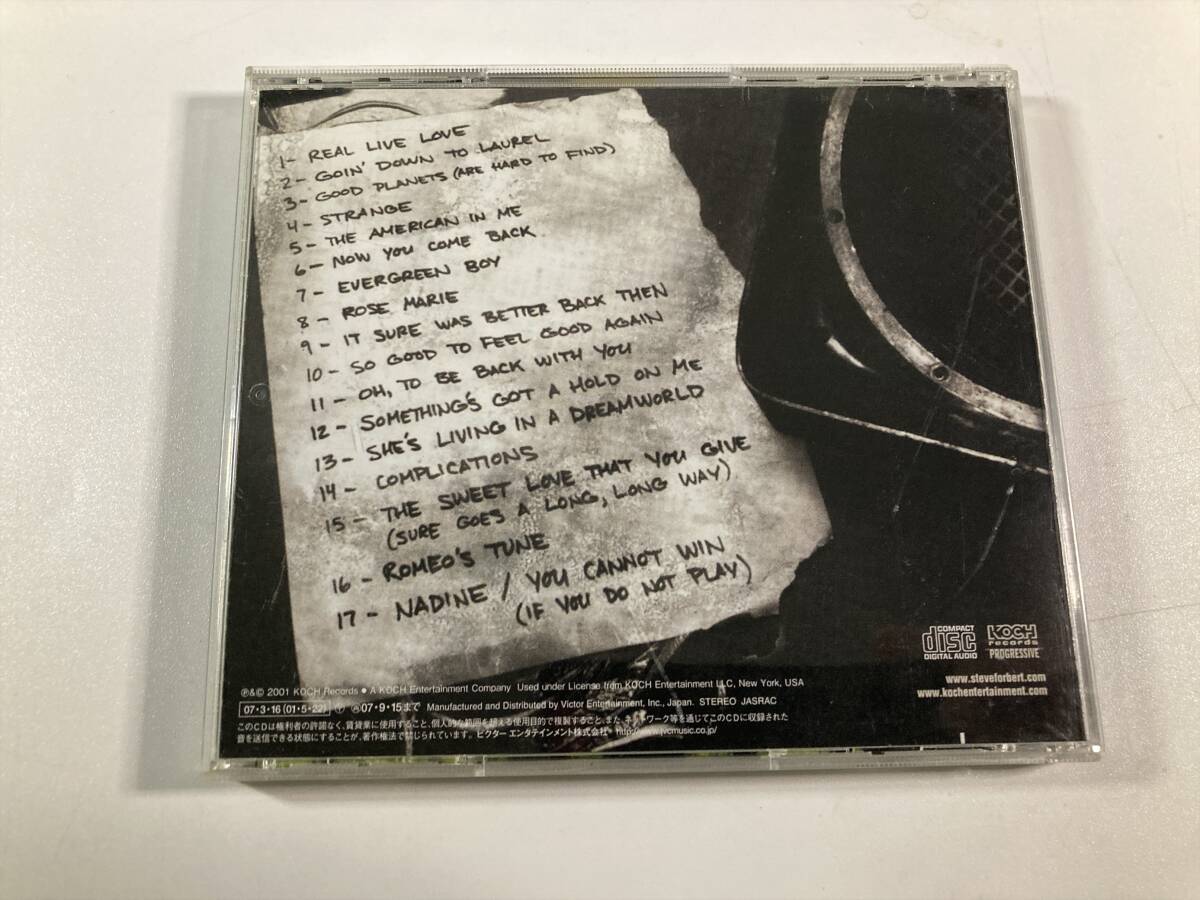 1- REAL LIVE LOVE
2- GOIN' DOWN TO LAUREL
3- GOOD PLANETS (ARE HARD TO FIND)
4- STRANGE
5- THE AMERICAN IN ME
6- NOW YOU COME BACK
7- EVERGREEN BOY
8- ROSE MARIE
9- IT SURE WAS BETTER BACK THEN
10- SO GOOD TO FEEL GOOD AGAIN
11- OH, TO BE BACK WITH YOU
12- SOMETHING'S GOT A HOLD ON ME
13- SHE'S LIVING IN A DREAMWORLD
14- COMPLICATIONS
15- THE SWEET LOVE THAT YOU GIVE
(SURE GOES A LONG, LONG WAY)
16- ROMEO'S TUNE
17- NADINE / YOU CANNOT WIN
(IF YOU DO NOT PLAY)
COMPACT
disc
DIGITAL AUDIO
KOCH
records
PROGRESSIVE
www.steveforbert.com
www.kochentertainment.com
℗&© 2001 KOCH Records ● A KOCH Entertainment Company Used under License from KOCH Entertainment LLC, New York, USA
07・3・16 (01・5・22) Ⓨ Ⓧ07・9・15まで Manufactured and Distributed by Victor Entertainment, Inc., Japan. STEREO JASRAC
このCDは権利者の許諾なく、賃貸業に使用すること、個人的な範囲を超える使用目的で複製すること、また、ネットワーク等を通じてこのCDに収録された
音を送信できる状態にすることが、著作権法で禁じられています。ビクター エンタテインメント株式会社 http://www.jvcmusic.co.jp/